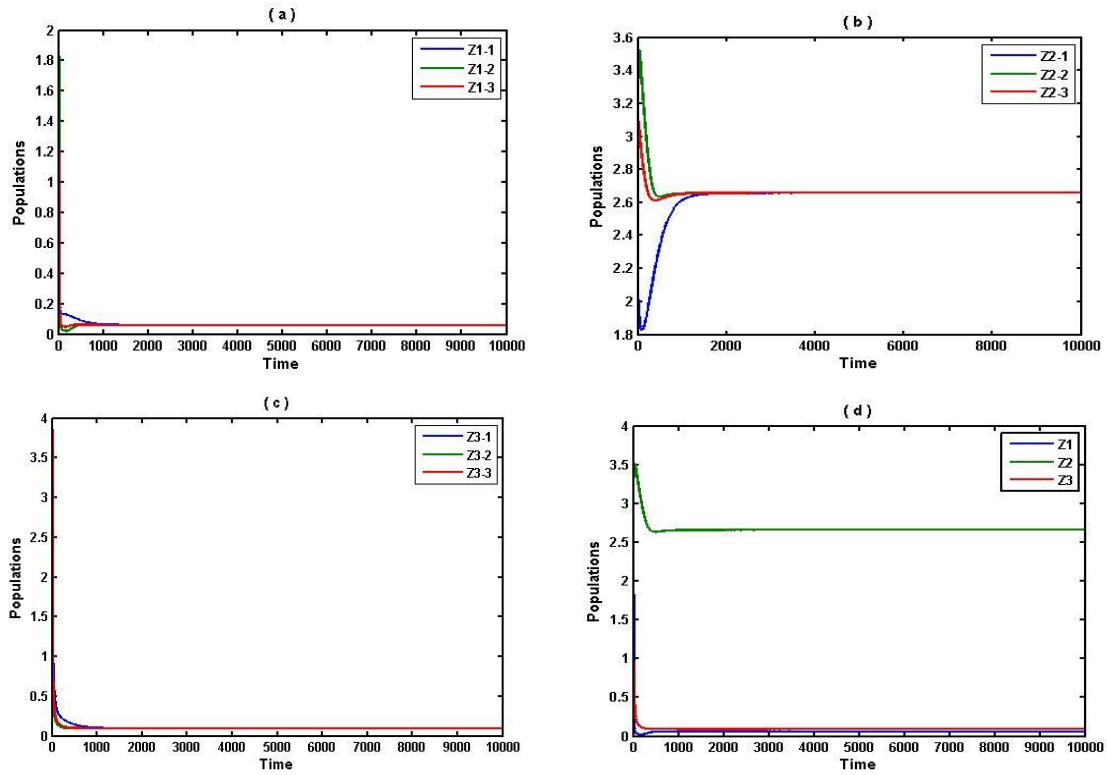 ( a )
2
1.8
1.6
1.4
1.2
1
0.8
0.6
0.4
0.2
0
Populations
Z1-1
Z1-2
Z1-3
0 1000 2000 3000 4000 5000 6000 7000 8000 9000 10000
Time
( b )
3.6
3.4
3.2
3
2.8
2.6
2.4
2.2
2
1.8
Populations
Z2-1
Z2-2
Z2-3
0 2000 4000 6000 8000 10000
Time
( c )
4
3.5
3
2.5
2
1.5
1
0.5
0
Populations
Z3-1
Z3-2
Z3-3
0 1000 2000 3000 4000 5000 6000 7000 8000 9000 10000
Time
( d )
4
3.5
3
2.5
2
1.5
1
0.5
0
Populations
Z1
Z2
Z3
0 1000 2000 3000 4000 5000 6000 7000 8000 9000 10000
Time